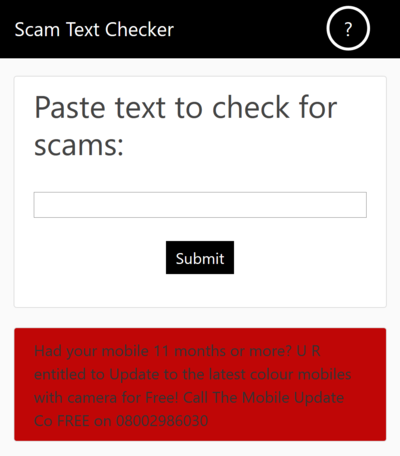 Scam Text Checker
?
Paste text to check for
scams:
Submit
Had your mobile 11 months or more? U R
entitled to Update to the latest colour mobiles
with camera for Free! Call The Mobile Update
Co FREE on 08002986030